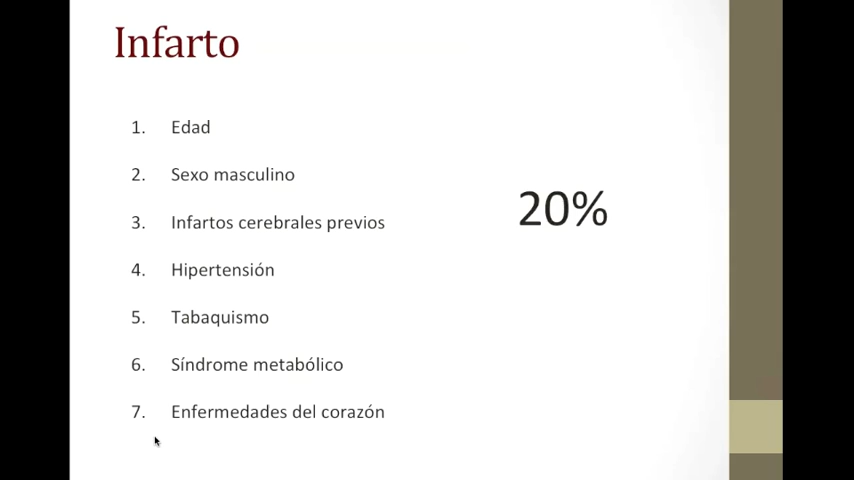 Infarto
1. Edad
2. Sexo masculino
3. Infartos cerebrales previos
4. Hipertensión
5. Tabaquismo
6. Síndrome metabólico
7. Enfermedades del corazón
20%